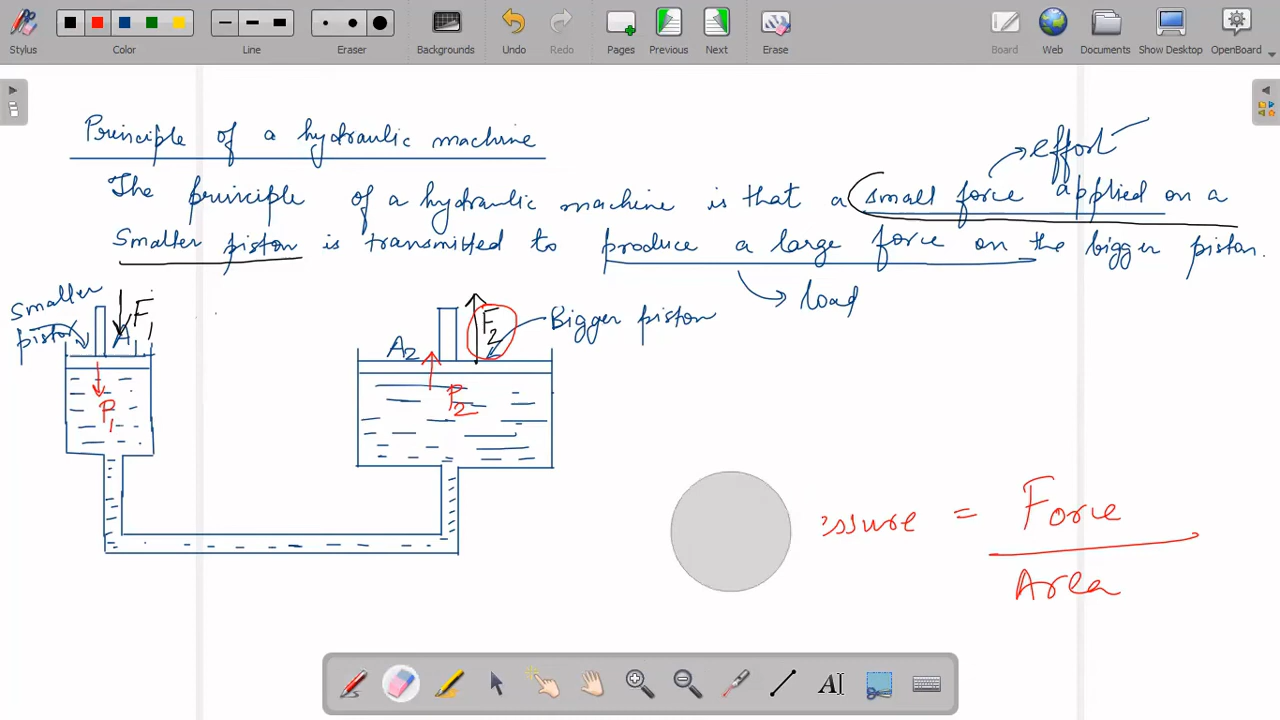 Stylus
Color
Line
Eraser
Backgrounds
Undo
Redo
Pages
Previous
Next
Erase
Board
Web
Documents
Show Desktop
OpenBoard
Principle of a hydraulic machine
effort
The principle of a hydraulic machine is that a small force applied on a
smaller piston is transmitted to produce a large force on the bigger piston.
load
Smaller
piston
F1
A1
P1
A2
F2
P2
Bigger piston
ssure = Force
Area
AI